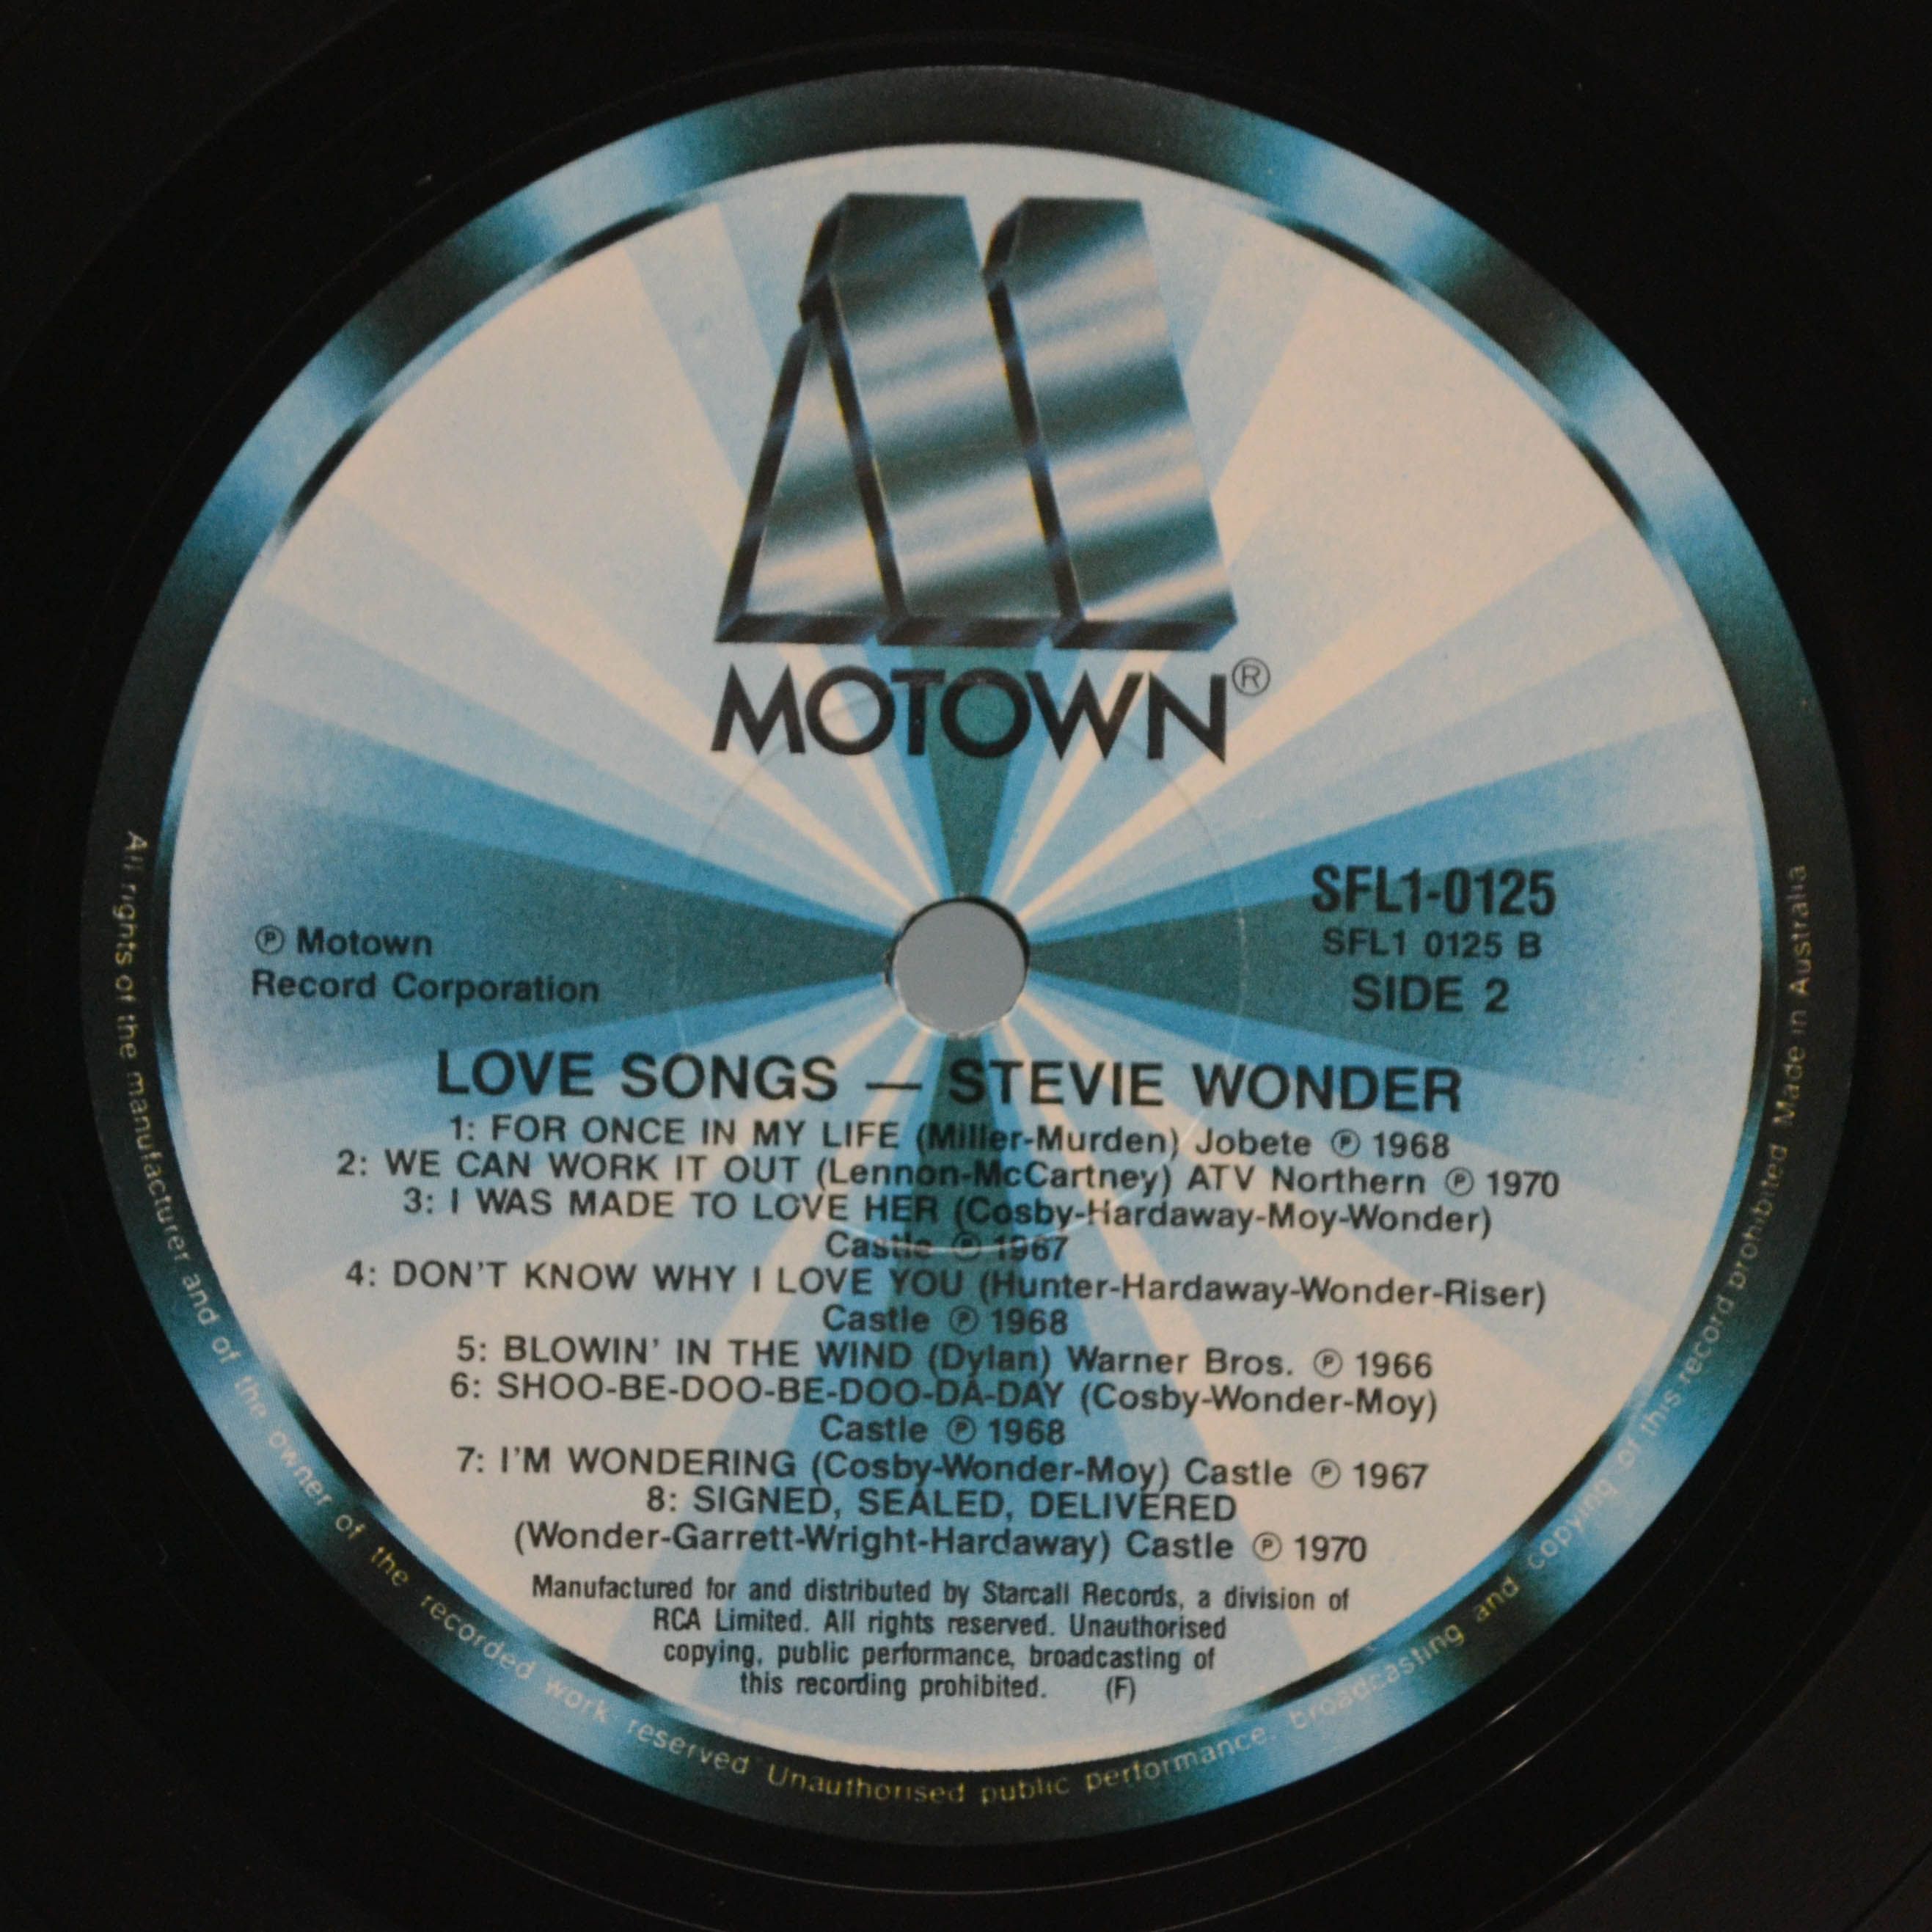 MOTOWN®
SFL1-0125
SFL1 0125 B
SIDE 2
℗ Motown
Record Corporation
LOVE SONGS — STEVIE WONDER
1: FOR ONCE IN MY LIFE (Miller-Murden) Jobete ℗ 1968
2: WE CAN WORK IT OUT (Lennon-McCartney) ATV Northern ℗ 1970
3: I WAS MADE TO LOVE HER (Cosby-Hardaway-Moy-Wonder)
Castle ℗ 1967
4: DON'T KNOW WHY I LOVE YOU (Hunter-Hardaway-Wonder-Riser)
Castle ℗ 1968
5: BLOWIN' IN THE WIND (Dylan) Warner Bros. ℗ 1966
6: SHOO-BE-DOO-BE-DOO-DA-DAY (Cosby-Wonder-Moy)
Castle ℗ 1968
7: I'M WONDERING (Cosby-Wonder-Moy) Castle ℗ 1967
8: SIGNED, SEALED, DELIVERED
(Wonder-Garrett-Wright-Hardaway) Castle ℗ 1970
Manufactured for and distributed by Starcall Records, a division of
RCA Limited. All rights reserved. Unauthorised
copying, public performance, broadcasting of
this recording prohibited. (F)
All rights of the manufacturer and of the owner of the recorded work reserved Unauthorised public performance, broadcasting and copying of this record prohibited Made in Australia